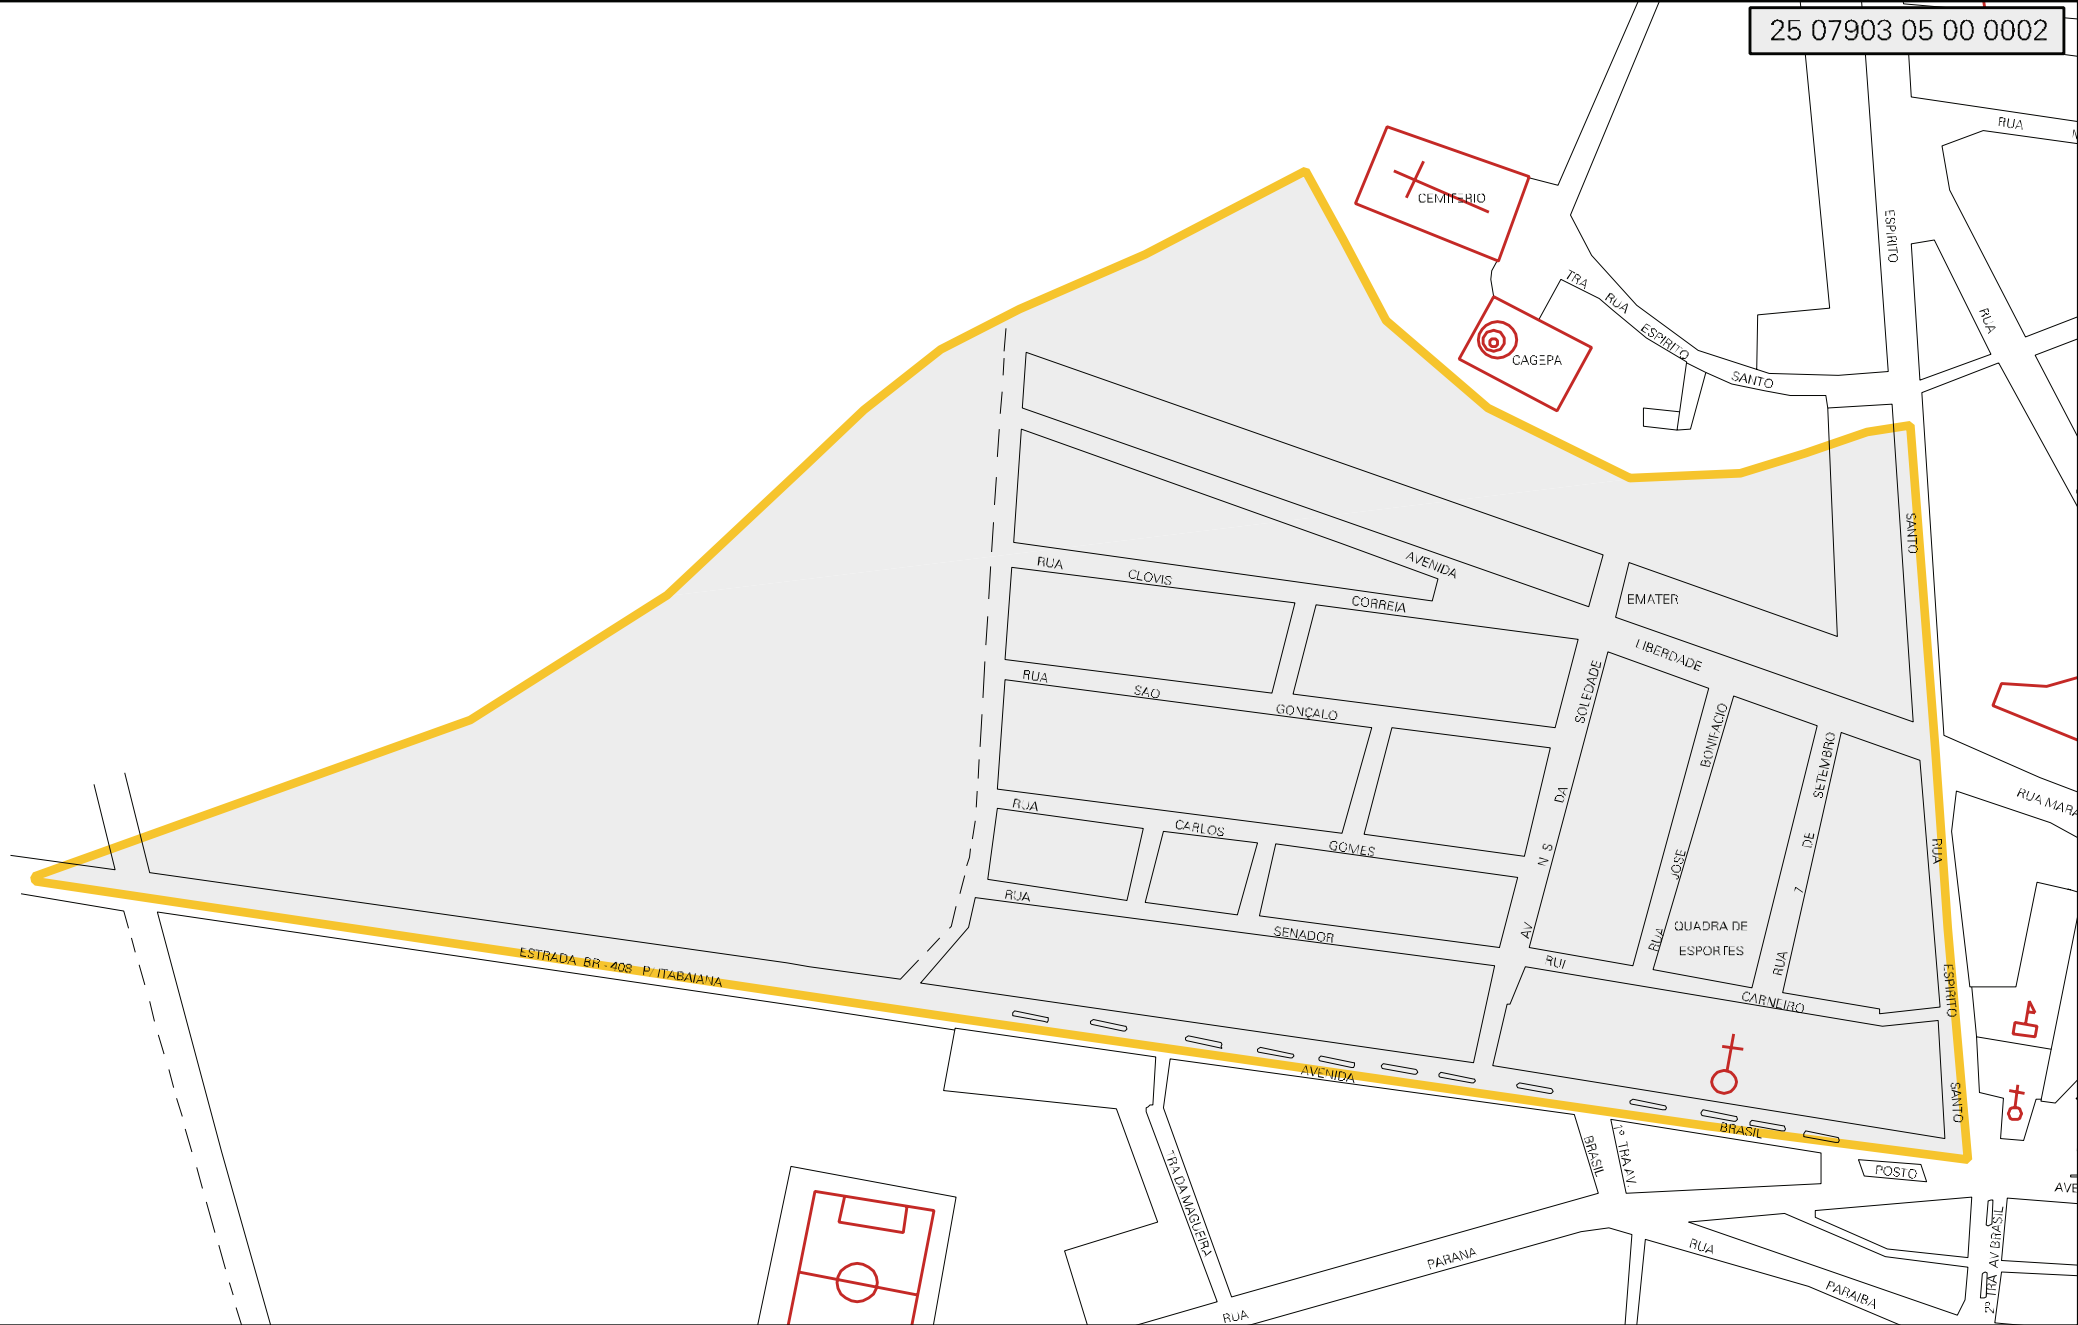 25 07903 05 00 0002
RUA
CEMITERIO
ESPIRITO
TRA RUA ESPIRITO SANTO
RUA
CAGEPA
SANTO
AVENIDA
LIBERDADE
RUA CLOVIS CORREIA
EMATER
RUA SAO GONÇALO
AV N S DA SOLEDADE
RUA JOSE BONIFACIO
RUA 7 DE SETEMBRO
RUA MARA
RUA CARLOS GOMES
RUA
RUA SENADOR RUI CARNEIRO
QUADRA DE
ESPORTES
ESTRADA BR - 408 P/ ITABAIANA
ESPIRITO
AVENIDA BRASIL
SANTO
TRA DA MAGUEIRA
BRASIL
1º TRA AV.
POSTO
AVE
RUA PARANA
RUA PARAIBA
2º TRA AV BRASIL